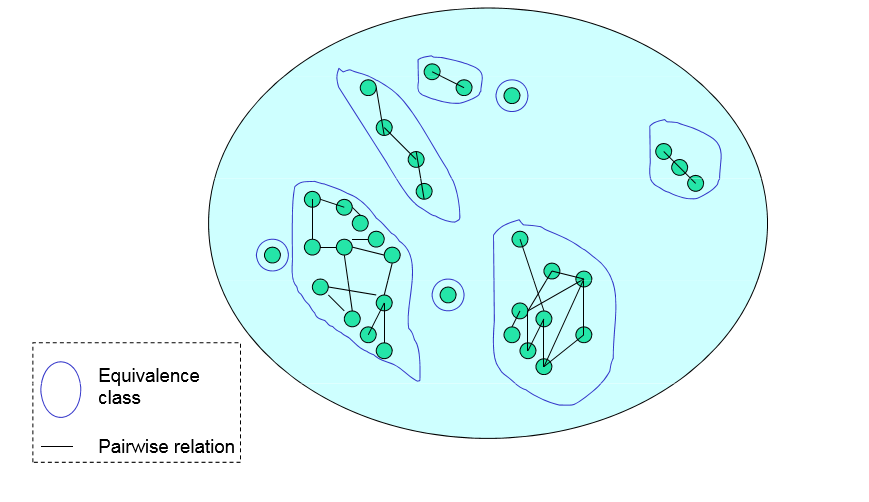 Equivalence
class
Pairwise relation